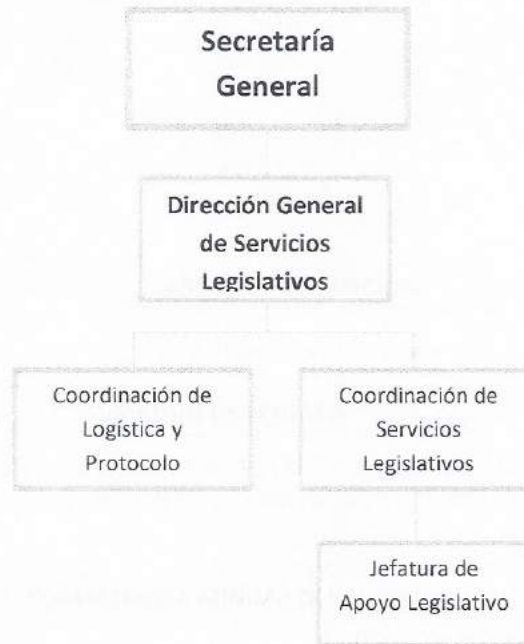 Secretaría
General
Dirección General
de Servicios
Legislativos
Coordinación de
Logística y
Protocolo
Coordinación de
Servicios
Legislativos
Jefatura de
Apoyo Legislativo